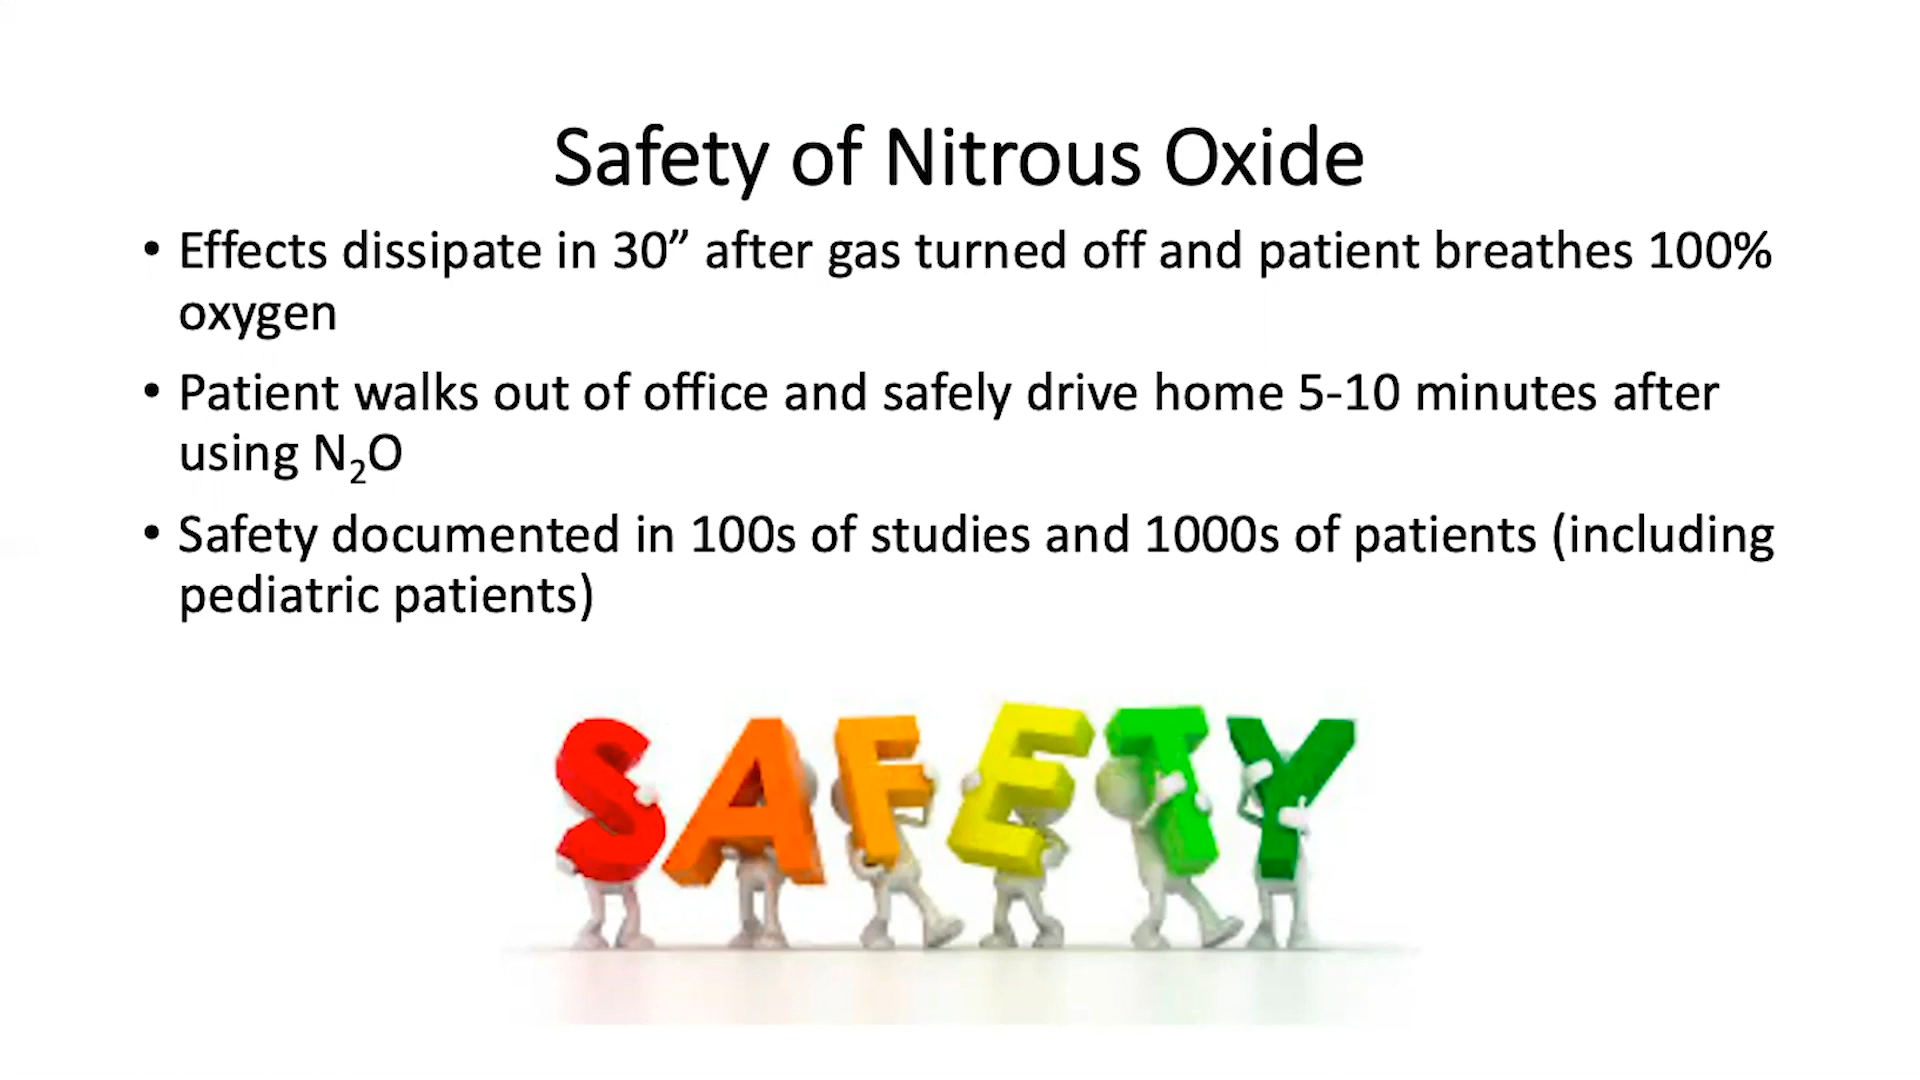 Safety of Nitrous Oxide
• Effects dissipate in 30” after gas turned off and patient breathes 100%
oxygen
• Patient walks out of office and safely drive home 5-10 minutes after
using N₂O
• Safety documented in 100s of studies and 1000s of patients (including
pediatric patients)
SAFETY